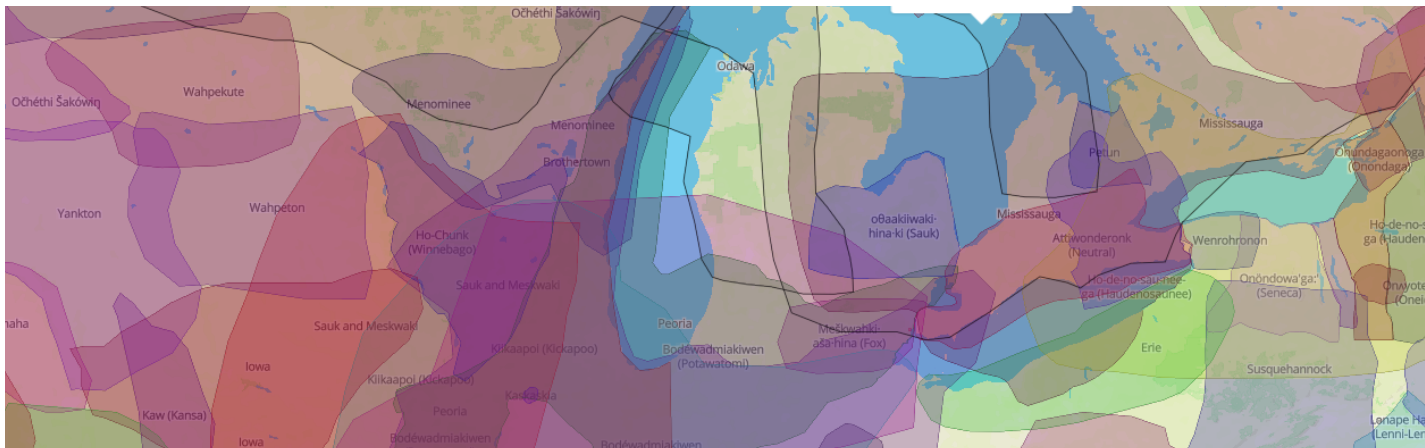 Očhéthi Šakówiŋ
Odawa
Wahpekute
Očhéthi Šakówiŋ
Menominee
Mississauga
Menominee
Petun
Onundagaonoga
(Onondaga)
Brothertown
Yankton
Wahpeton
oθaakiiwaki·
hina·ki (Sauk)
Mississauga
Ho-Chunk
(Winnebago)
Attiwonderonk
(Neutral)
Wenrohronon
Ho-de-no-s
ga (Hauden
Sauk and Meskwaki
Ho-de-no-sau-nee-
ga (Haudenosaunee)
Onöndowa'ga:'
(Seneca)
Onyote
(Onei
naha
Sauk and Meskwaki
Peoria
Meškwahki·
aša·hina (Fox)
Kiikaapoi (Kickapoo)
Bodéwadmiakiwen
(Potawatomi)
Erie
Iowa
Susquehannock
Kiikaapoi (Kickapoo)
Kaskaskia
Kaw (Kansa)
Peoria
Lenape Ha
(Lenni-Len
Iowa
Bodéwadmiakiwen
Bodéwadmiakiwen